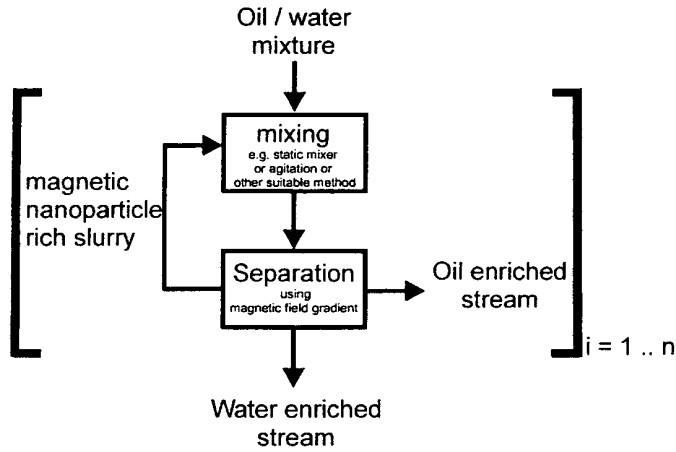 Oil / water
mixture
mixing
e.g. static mixer
or agitation or
other suitable method
magnetic
nanoparticle
rich slurry
Separation
using
magnetic field gradient
Oil enriched
stream
i = 1 .. n
Water enriched
stream